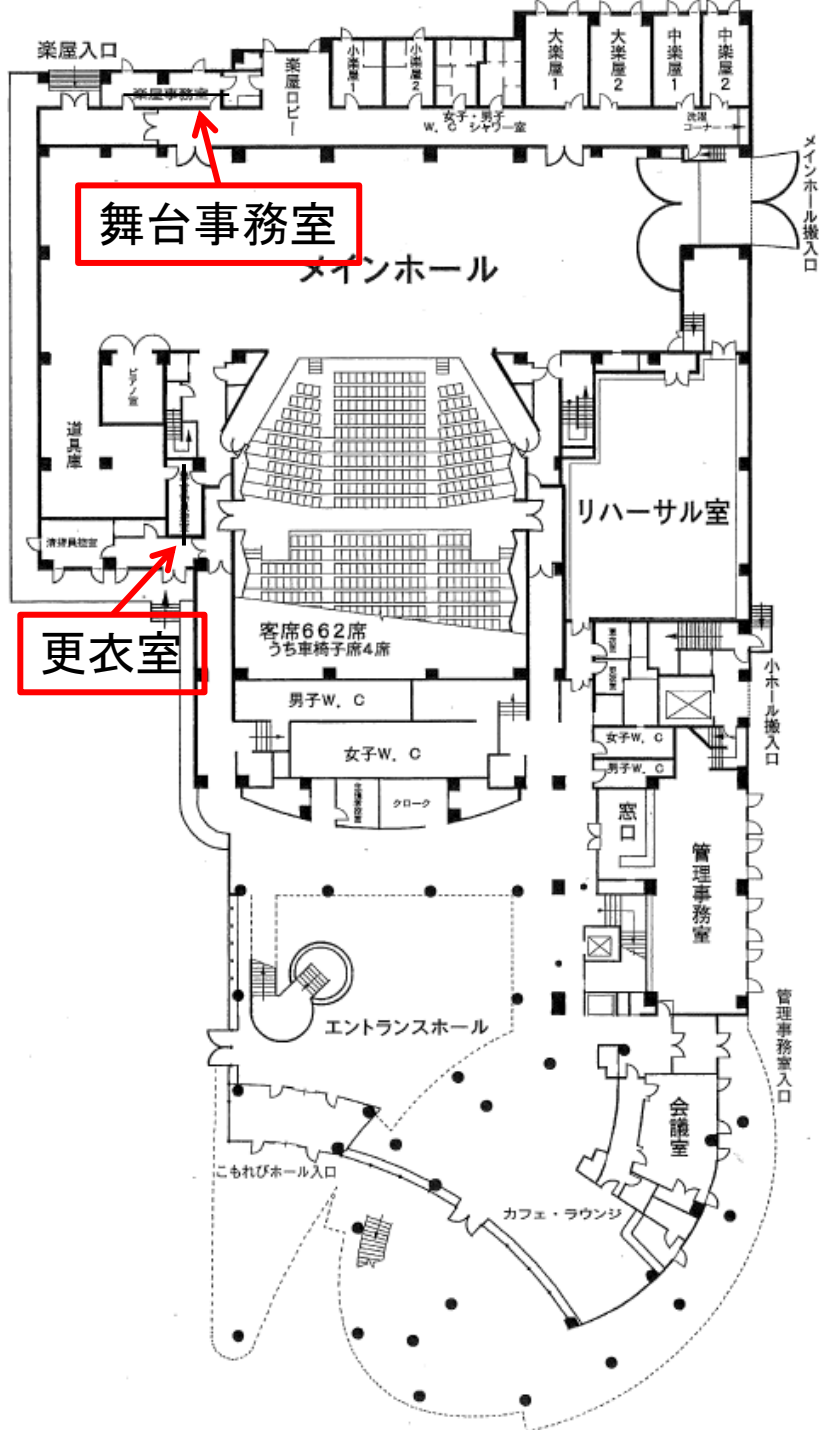 楽屋入口
楽屋事務室
楽屋ロビー
小楽屋1
小楽屋2
大楽屋1
大楽屋2
中楽屋1
中楽屋2
女子・男子
W．C シャワー室
洗濯
コーナー
メインホール搬入口
舞台事務室
メインホール
ピアノ室
道具庫
リハーサル室
清掃員控室
更衣室
客席662席
うち車椅子席4席
更衣室
男子W．C
女子W．C
小ホール搬入口
女子W．C
男子W．C
クローク
窓口
管理事務室
エントランスホール
管理事務室入口
会議室
こもれびホール入口
カフェ・ラウンジ